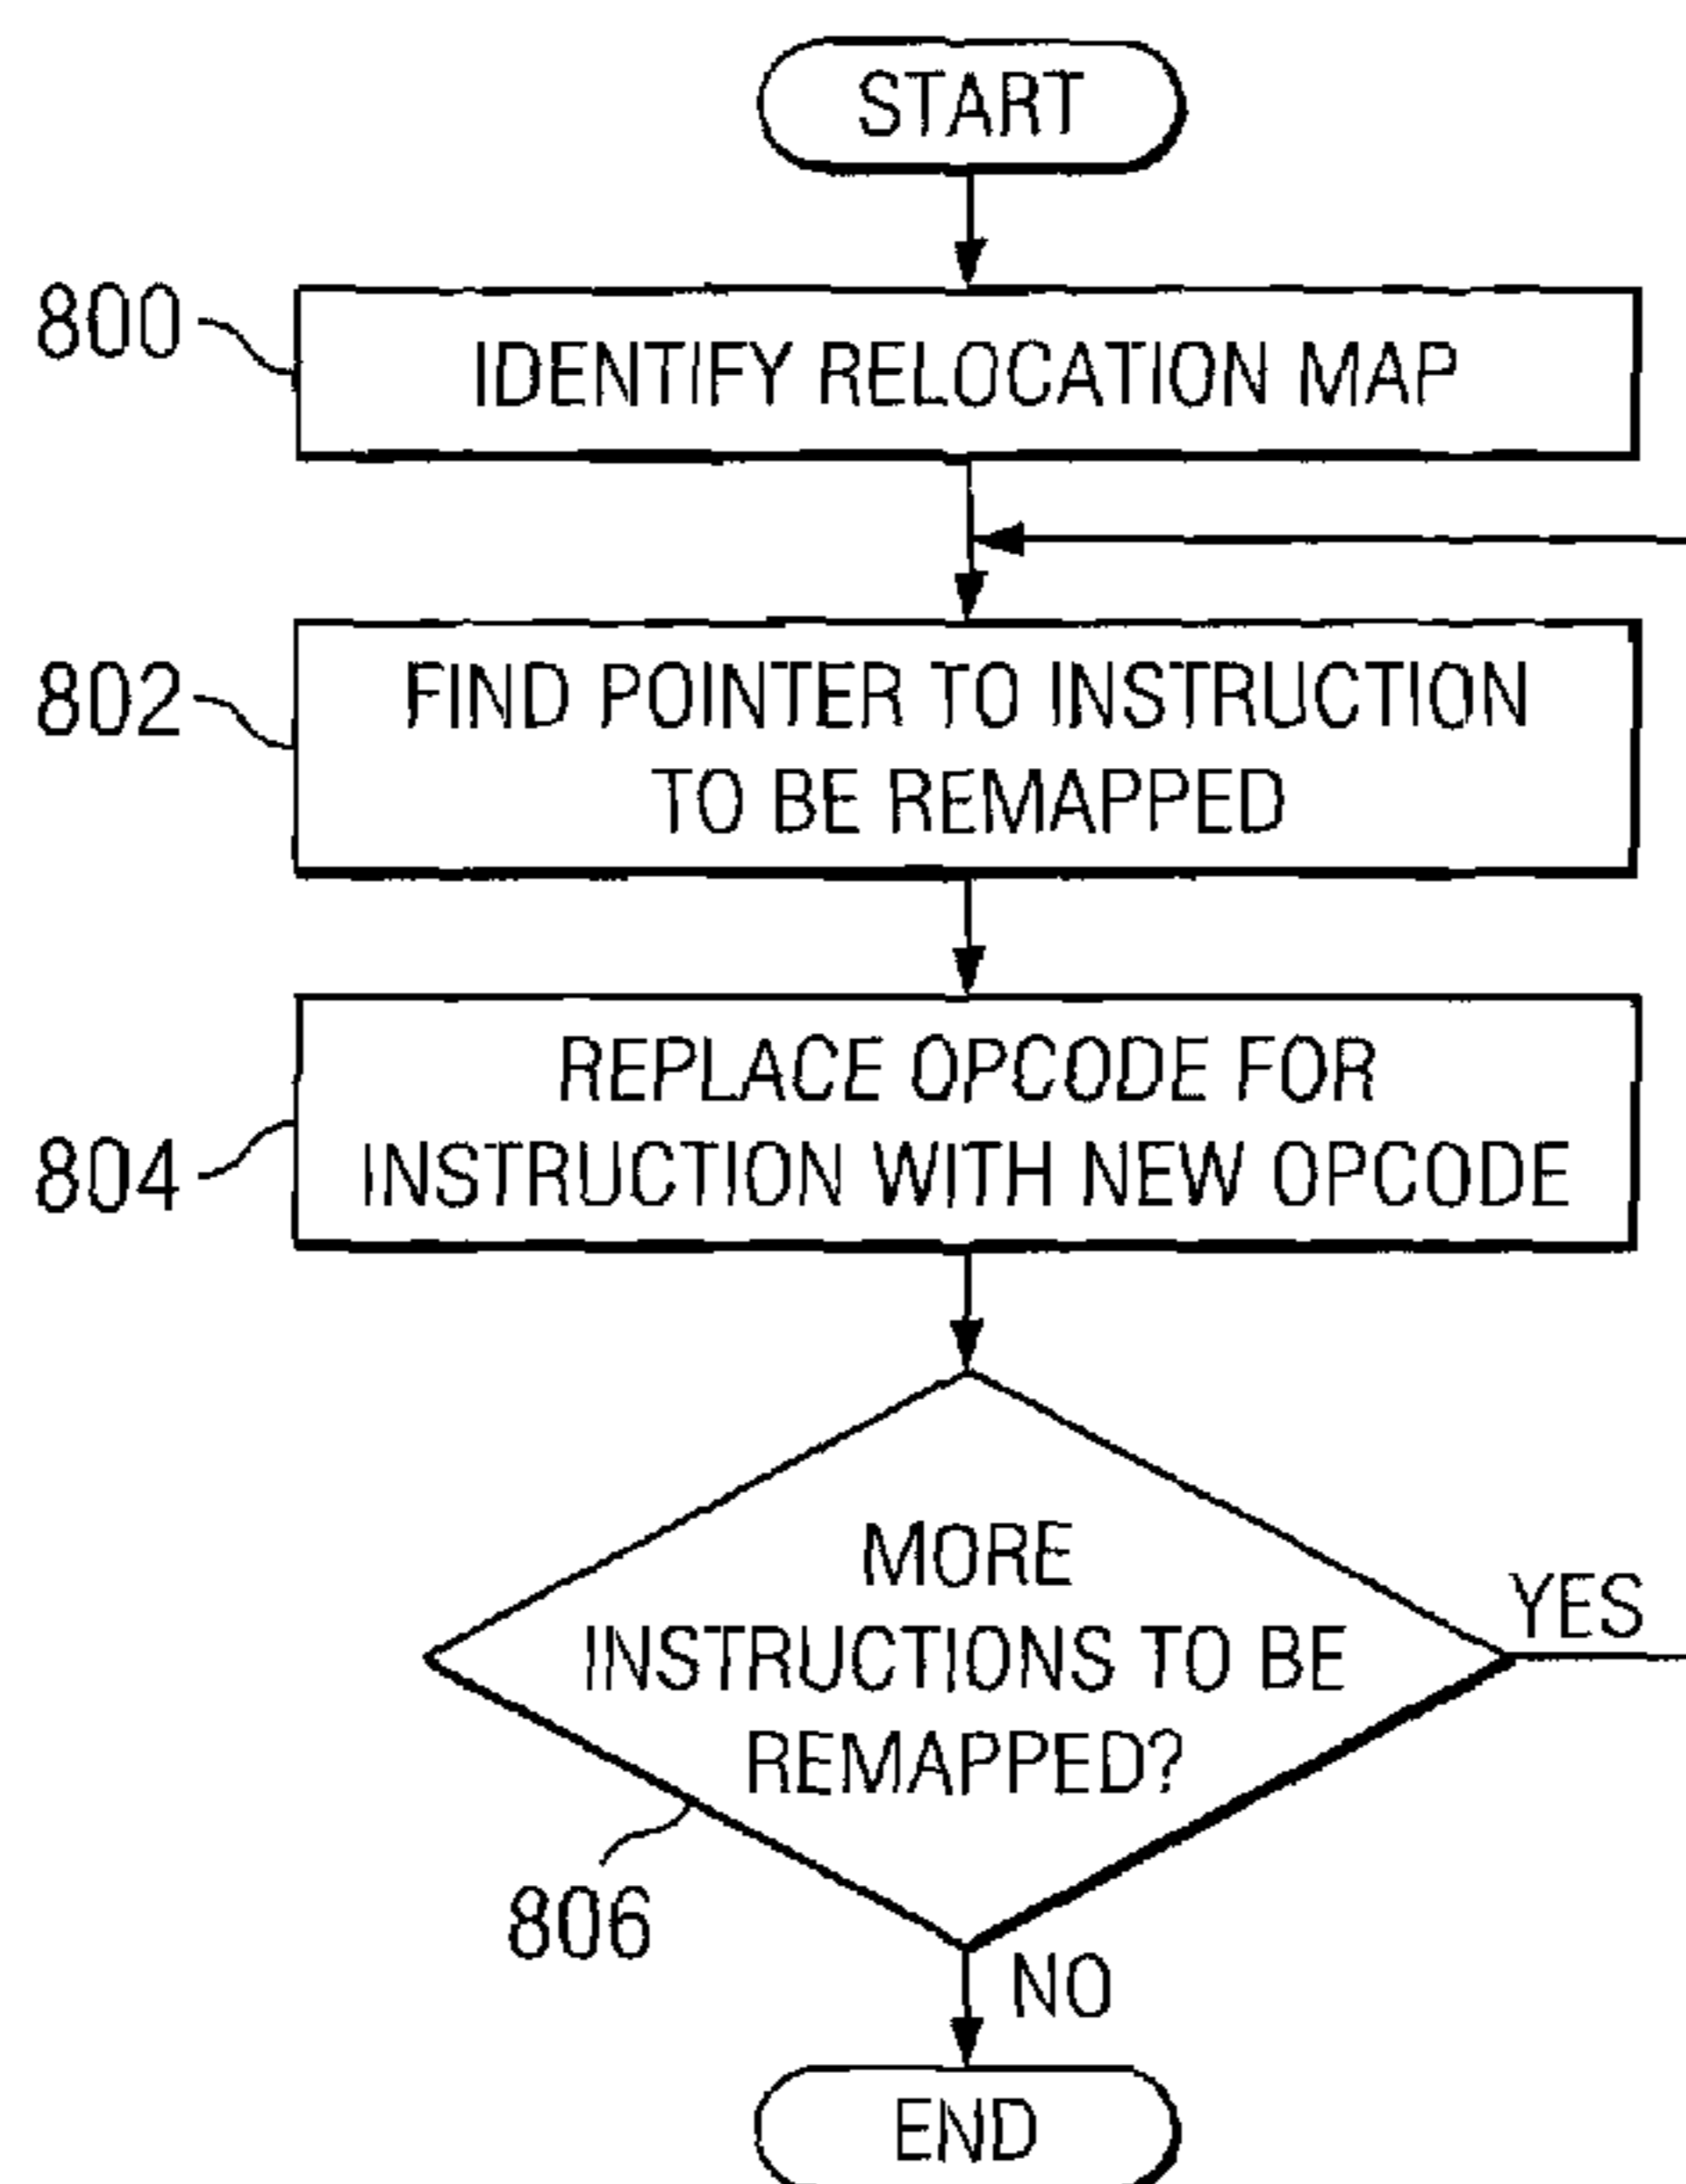 START
800
IDENTIFY RELOCATION MAP
802
FIND POINTER TO INSTRUCTION
TO BE REMAPPED
REPLACE OPCODE FOR
804
INSTRUCTION WITH NEW OPCODE
MORE
INSTRUCTIONS TO BE
REMAPPED?
YES
806
NO
END